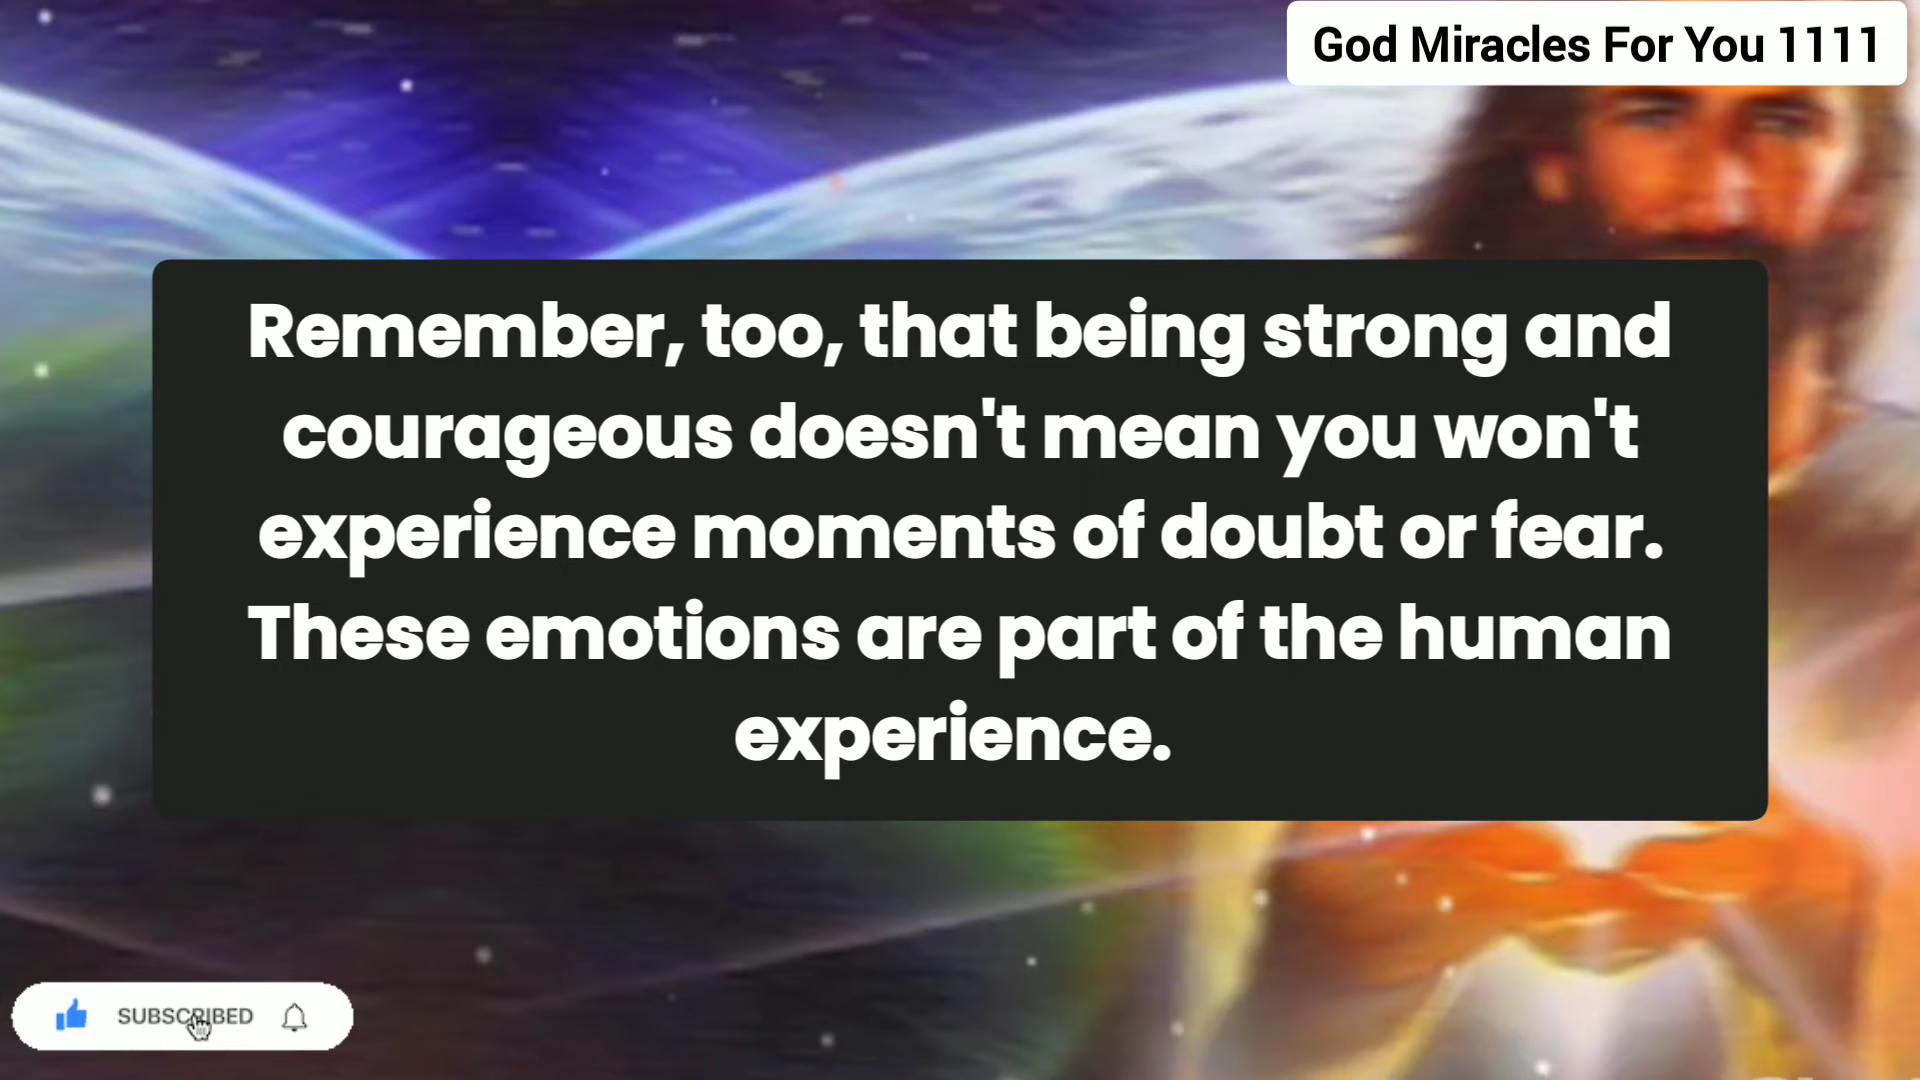 God Miracles For You 1111
Remember, too, that being strong and
courageous doesn't mean you won't
experience moments of doubt or fear.
These emotions are part of the human
experience.
SUBSCRIBED